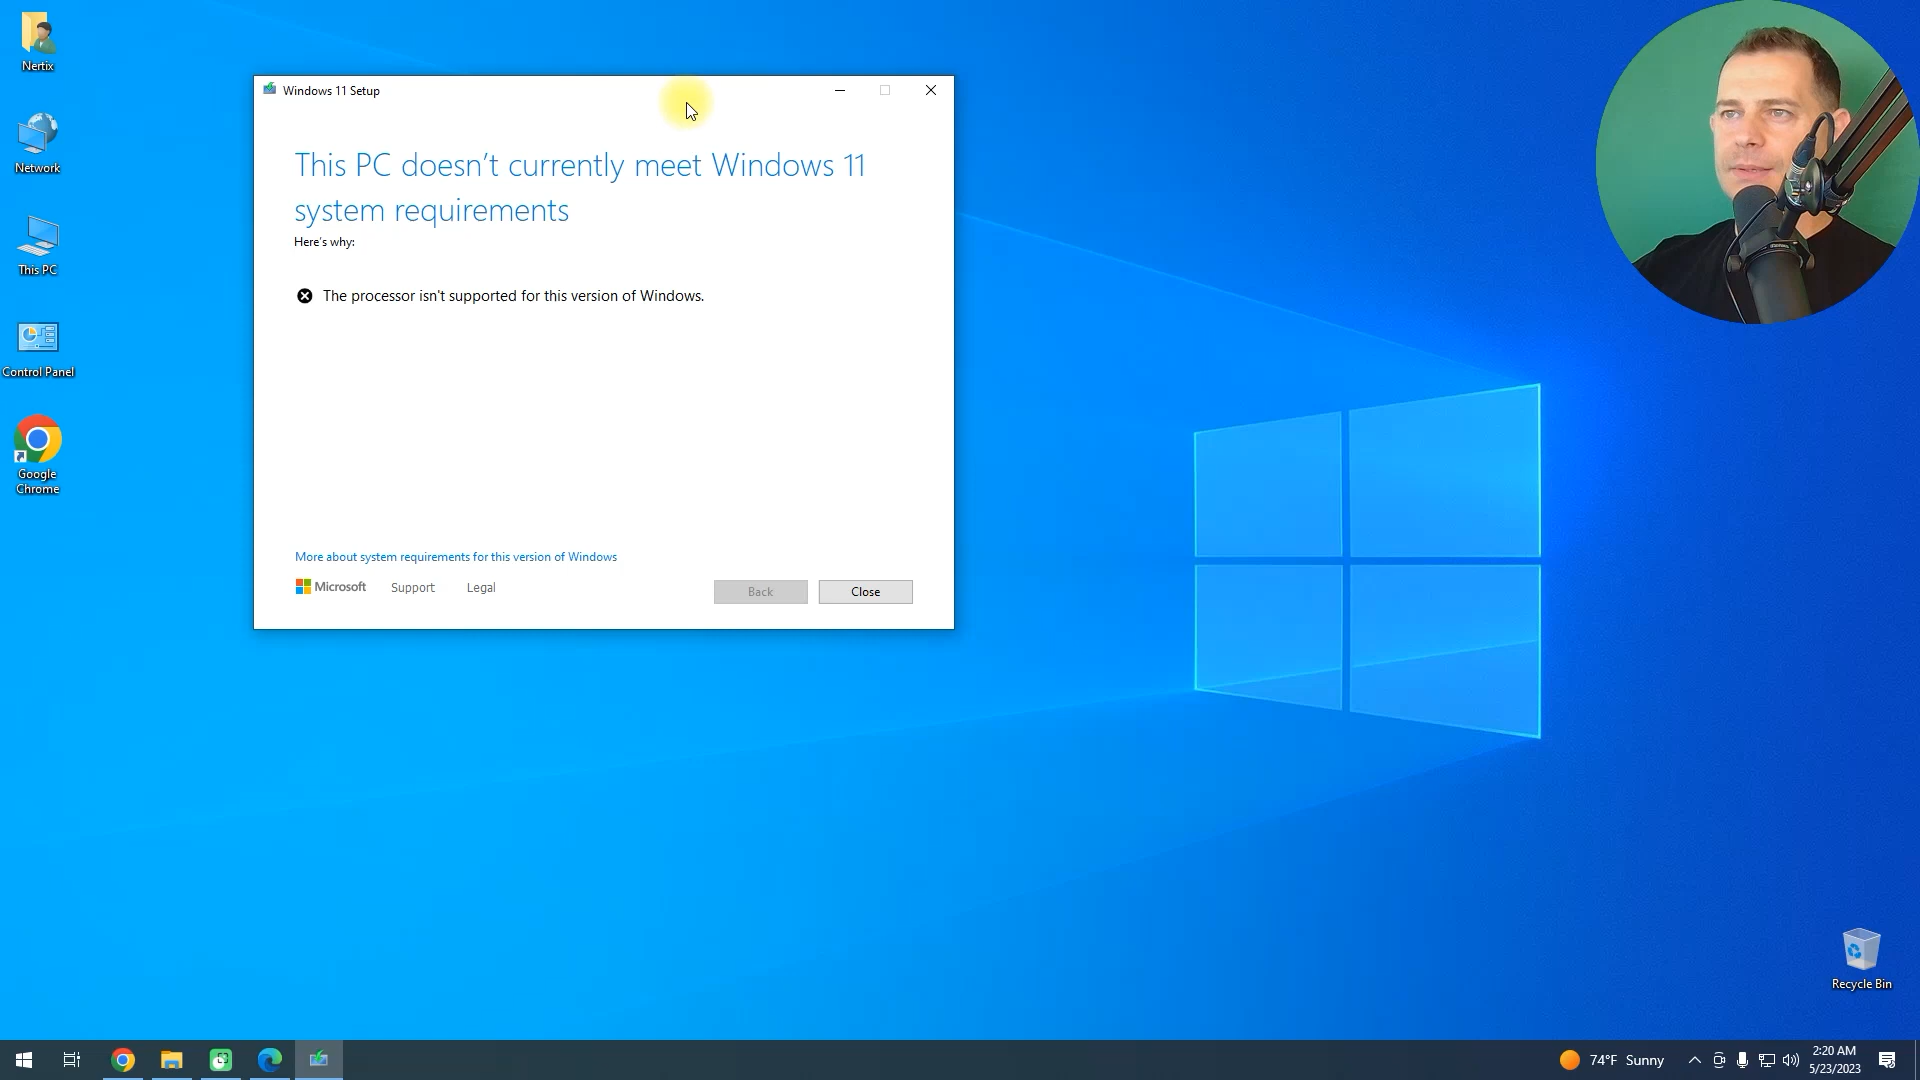 Nertix
Network
This PC
Control Panel
Google
Chrome
Windows 11 Setup
This PC doesn’t currently meet Windows 11
system requirements
Here's why:
The processor isn't supported for this version of Windows.
More about system requirements for this version of Windows
Microsoft Support Legal
Back Close
Recycle Bin
74°F Sunny
2:20 AM
5/23/2023